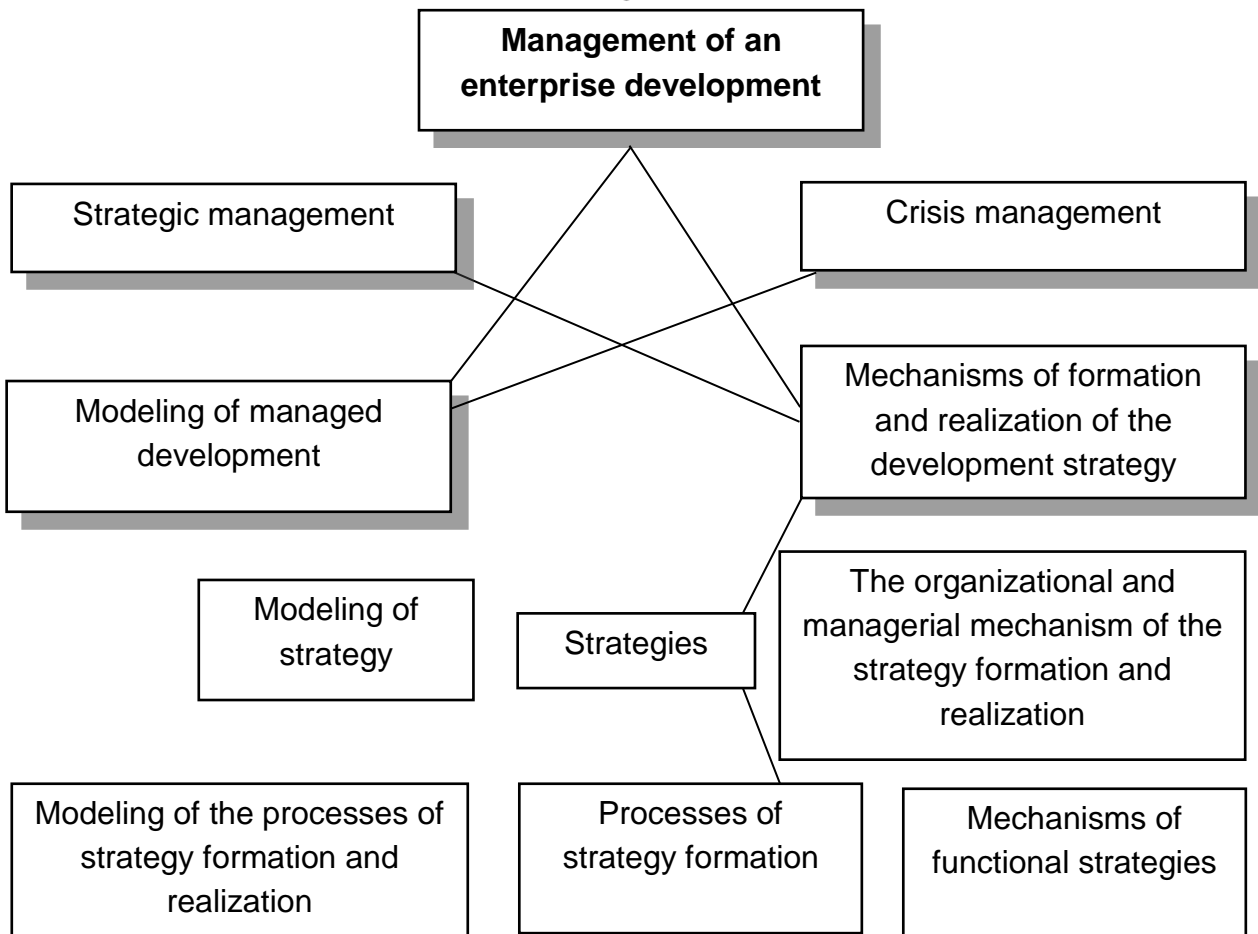 Management of an
enterprise development
Strategic management
Crisis management
Modeling of managed
development
Mechanisms of formation
and realization of the
development strategy
Modeling of
strategy
Strategies
The organizational and
managerial mechanism of the
strategy formation and
realization
Modeling of the processes of
strategy formation and
realization
Processes of
strategy formation
Mechanisms of
functional strategies